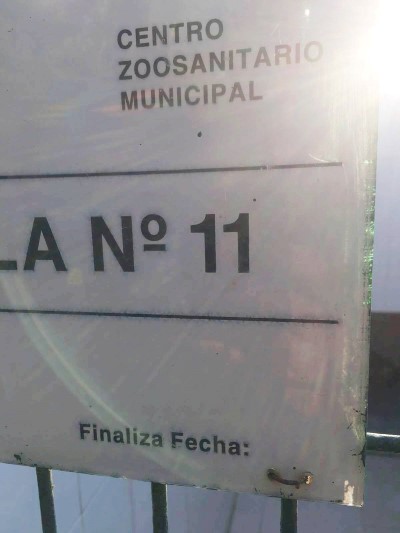 CENTRO
ZOOSANITARIO
MUNICIPAL
LA Nº 11
Finaliza Fecha: